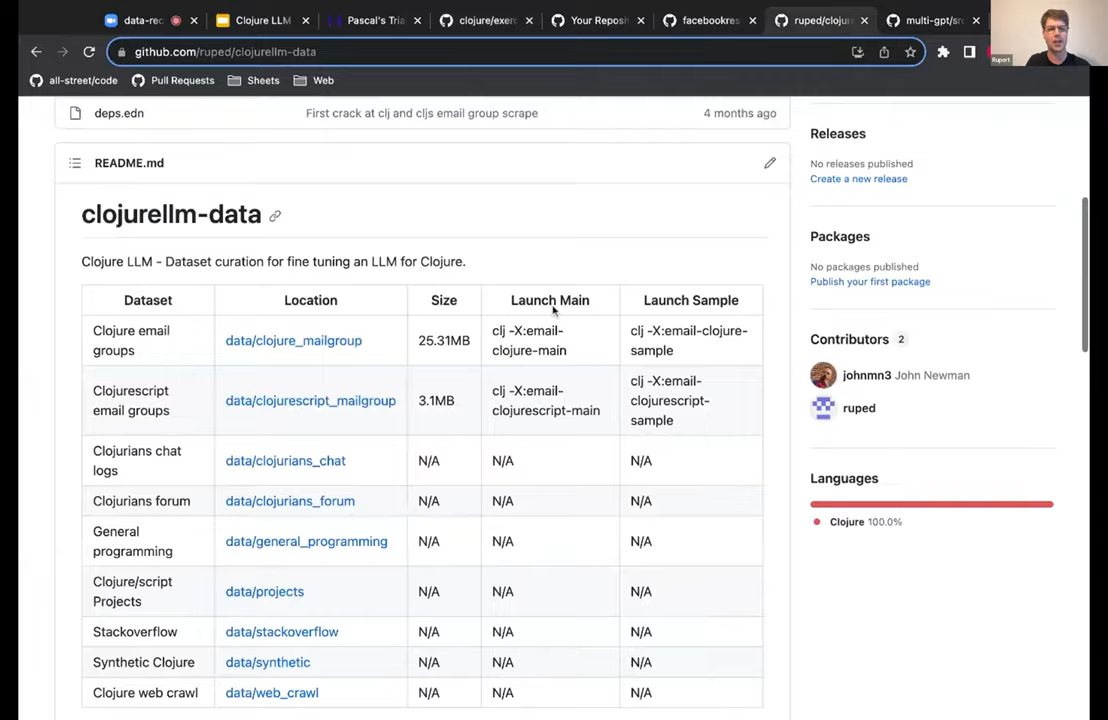 data-rec
Clojure LLM
Pascal's Tria
clojure/exerc
Your Reposit
facebookres
ruped/clojur
multi-gpt/sr
github.com/ruped/clojurellm-data
all-street/code
Pull Requests
Sheets
Web
Rupert
deps.edn
First crack at clj and cljs email group scrape
4 months ago
README.md
clojurellm-data
Clojure LLM - Dataset curation for fine tuning an LLM for Clojure.
Dataset Location Size Launch Main Launch Sample
Clojure email
groups
data/clojure_mailgroup
25.31MB
clj -X:email-
clojure-main
clj -X:email-clojure-
sample
Clojurescript
email groups
data/clojurescript_mailgroup
3.1MB
clj -X:email-
clojurescript-main
clj -X:email-
clojurescript-
sample
Clojurians chat
logs
data/clojurians_chat
N/A
N/A
N/A
Clojurians forum
data/clojurians_forum
N/A
N/A
N/A
General
programming
data/general_programming
N/A
N/A
N/A
Clojure/script
Projects
data/projects
N/A
N/A
N/A
Stackoverflow
data/stackoverflow
N/A
N/A
N/A
Synthetic Clojure
data/synthetic
N/A
N/A
N/A
Clojure web crawl
data/web_crawl
N/A
N/A
N/A
Releases
No releases published
Create a new release
Packages
No packages published
Publish your first package
Contributors 2
johnmn3 John Newman
ruped
Languages
Clojure 100.0%